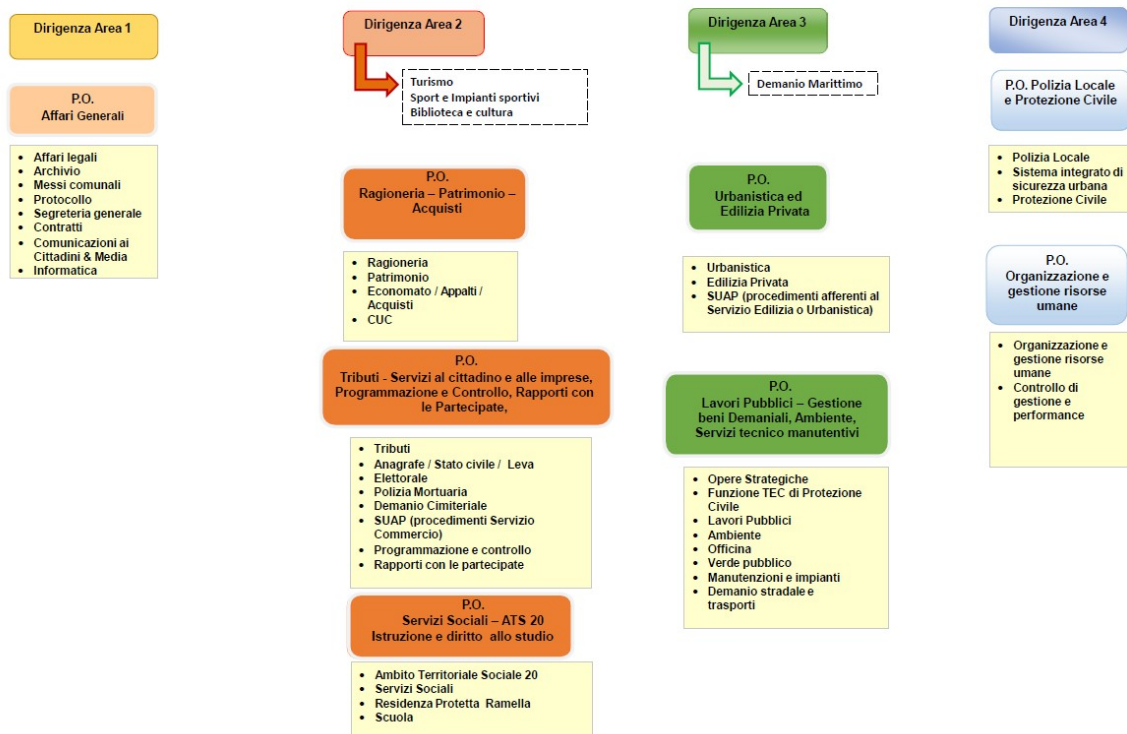 Dirigenza Area 1
P.O.
Affari Generali
• Affari legali
• Archivio
• Messi comunali
• Protocollo
• Segreteria generale
• Contratti
• Comunicazioni ai
Cittadini & Media
• Informatica
Dirigenza Area 2
Turismo
Sport e Impianti sportivi
Biblioteca e cultura
P.O.
Ragioneria – Patrimonio –
Acquisti
• Ragioneria
• Patrimonio
• Economato / Appalti /
Acquisti
• CUC
P.O.
Tributi - Servizi al cittadino e alle imprese,
Programmazione e Controllo, Rapporti con
le Partecipate,
• Tributi
• Anagrafe / Stato civile / Leva
• Elettorale
• Polizia Mortuaria
• Demanio Cimiteriale
• SUAP (procedimenti Servizio
Commercio)
• Programmazione e controllo
• Rapporti con le partecipate
P.O.
Servizi Sociali – ATS 20
Istruzione e diritto allo studio
• Ambito Territoriale Sociale 20
• Servizi Sociali
• Residenza Protetta Ramella
• Scuola
Dirigenza Area 3
Demanio Marittimo
P.O.
Urbanistica ed
Edilizia Privata
• Urbanistica
• Edilizia Privata
• SUAP (procedimenti afferenti al
Servizio Edilizia o Urbanistica)
P.O.
Lavori Pubblici – Gestione
beni Demaniali, Ambiente,
Servizi tecnico manutentivi
• Opere Strategiche
• Funzione TEC di Protezione
Civile
• Lavori Pubblici
• Ambiente
• Officina
• Verde pubblico
• Manutenzioni e impianti
• Demanio stradale e
trasporti
Dirigenza Area 4
P.O. Polizia Locale
e Protezione Civile
• Polizia Locale
• Sistema integrato di
sicurezza urbana
• Protezione Civile
P.O.
Organizzazione e
gestione risorse
umane
• Organizzazione e
gestione risorse
umane
• Controllo di
gestione e
performance